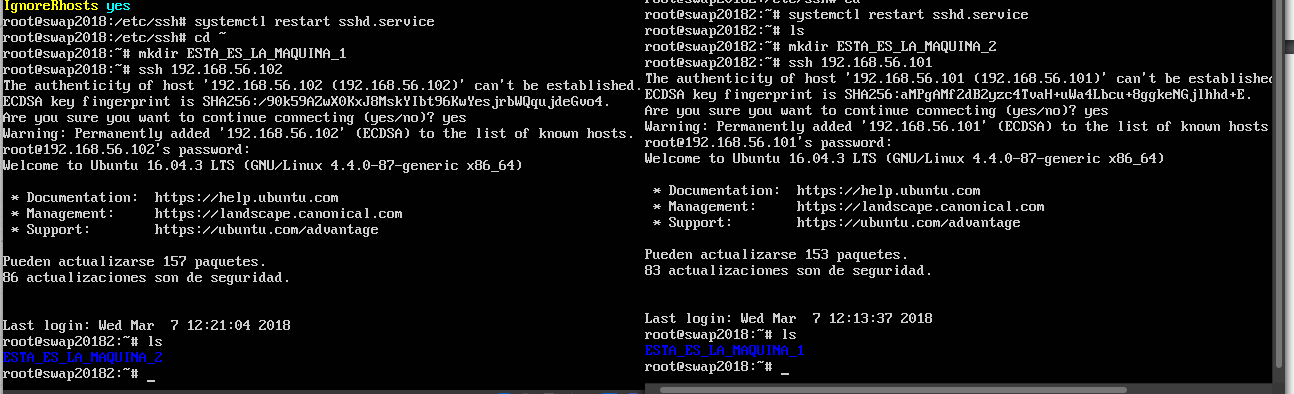 IgnoreRhosts yes
root@swap2018:/etc/ssh# systemctl restart sshd.service
root@swap2018:/etc/ssh# cd ~
root@swap2018:~# mkdir ESTA_ES_LA_MAQUINA_1
root@swap2018:~# ssh 192.168.56.102
The authenticity of host '192.168.56.102 (192.168.56.102)' can't be established.
ECDSA key fingerprint is SHA256:/90k59AZwX0KxJ8MskYIbt96KwYesjrbWQqujdeGvo4.
Are you sure you want to continue connecting (yes/no)? yes
Warning: Permanently added '192.168.56.102' (ECDSA) to the list of known hosts.
root@192.168.56.102's password:
Welcome to Ubuntu 16.04.3 LTS (GNU/Linux 4.4.0-87-generic x86_64)
* Documentation:  https://help.ubuntu.com
* Management:     https://landscape.canonical.com
* Support:        https://ubuntu.com/advantage
Pueden actualizarse 157 paquetes.
86 actualizaciones son de seguridad.
Last login: Wed Mar  7 12:21:04 2018
root@swap20182:~# ls
ESTA_ES_LA_MAQUINA_2
root@swap20182:~# _
root@swap20182:~# systemctl restart sshd.service
root@swap20182:~# ls
root@swap20182:~# mkdir ESTA_ES_LA_MAQUINA_2
root@swap20182:~# ssh 192.168.56.101
The authenticity of host '192.168.56.101 (192.168.56.101)' can't be established
ECDSA key fingerprint is SHA256:aMPgAMf2dB2yzc4TvaH+uWa4Lbcu+8ggkeNGjlhhd+E.
Are you sure you want to continue connecting (yes/no)? yes
Warning: Permanently added '192.168.56.101' (ECDSA) to the list of known hosts
root@192.168.56.101's password:
Welcome to Ubuntu 16.04.3 LTS (GNU/Linux 4.4.0-87-generic x86_64)
* Documentation:  https://help.ubuntu.com
* Management:     https://landscape.canonical.com
* Support:        https://ubuntu.com/advantage
Pueden actualizarse 153 paquetes.
83 actualizaciones son de seguridad.
Last login: Wed Mar  7 12:13:37 2018
root@swap2018:~# ls
ESTA_ES_LA_MAQUINA_1
root@swap2018:~# _